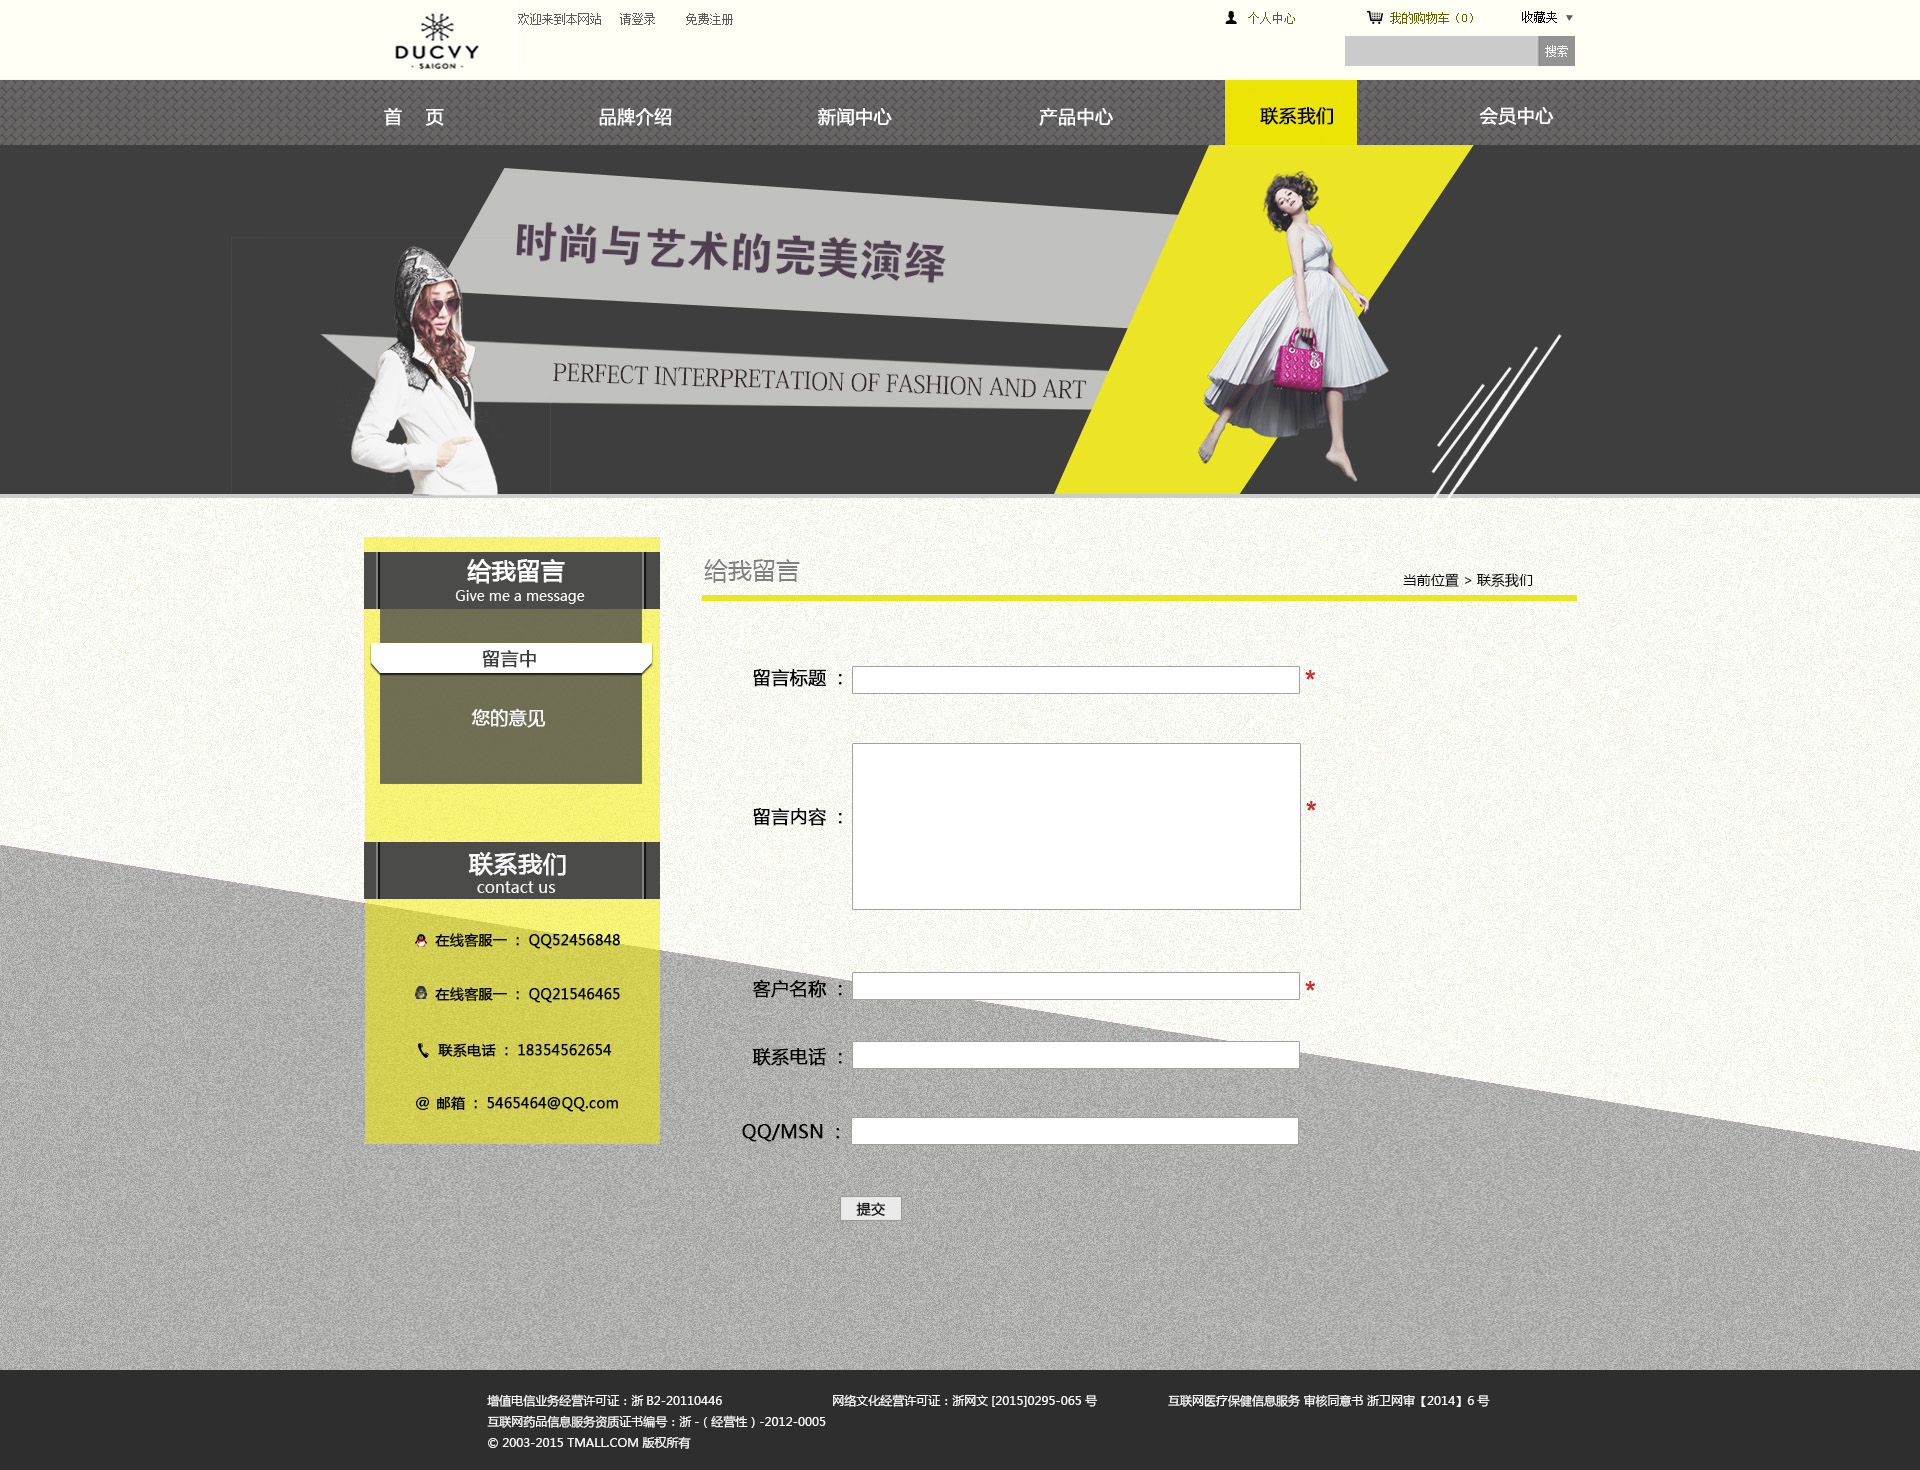 DUCVY
- SAIGON -
欢迎来到本网站 请登录 免费注册
个人中心 我的购物车（0） 收藏夹
搜索
首 页 品牌介绍 新闻中心 产品中心 联系我们 会员中心
时尚与艺术的完美演绎
PERFECT INTERPRETATION OF FASHION AND ART
给我留言
Give me a message
留言中
您的意见
联系我们
contact us
在线客服一 ： QQ52456848
在线客服一 ： QQ21546465
联系电话 ： 18354562654
@ 邮箱 ： 5465464@QQ.com
给我留言
当前位置 > 联系我们
留言标题 ： *
留言内容 ： *
客户名称 ： *
联系电话 ：
QQ/MSN ：
提交
增值电信业务经营许可证：浙 B2-20110446 网络文化经营许可证：浙网文 [2015]0295-065 号 互联网医疗保健信息服务 审核同意书 浙卫网审【2014】6 号
互联网药品信息服务资质证书编号：浙 -（ 经营性 ）-2012-0005
© 2003-2015 TMALL.COM 版权所有